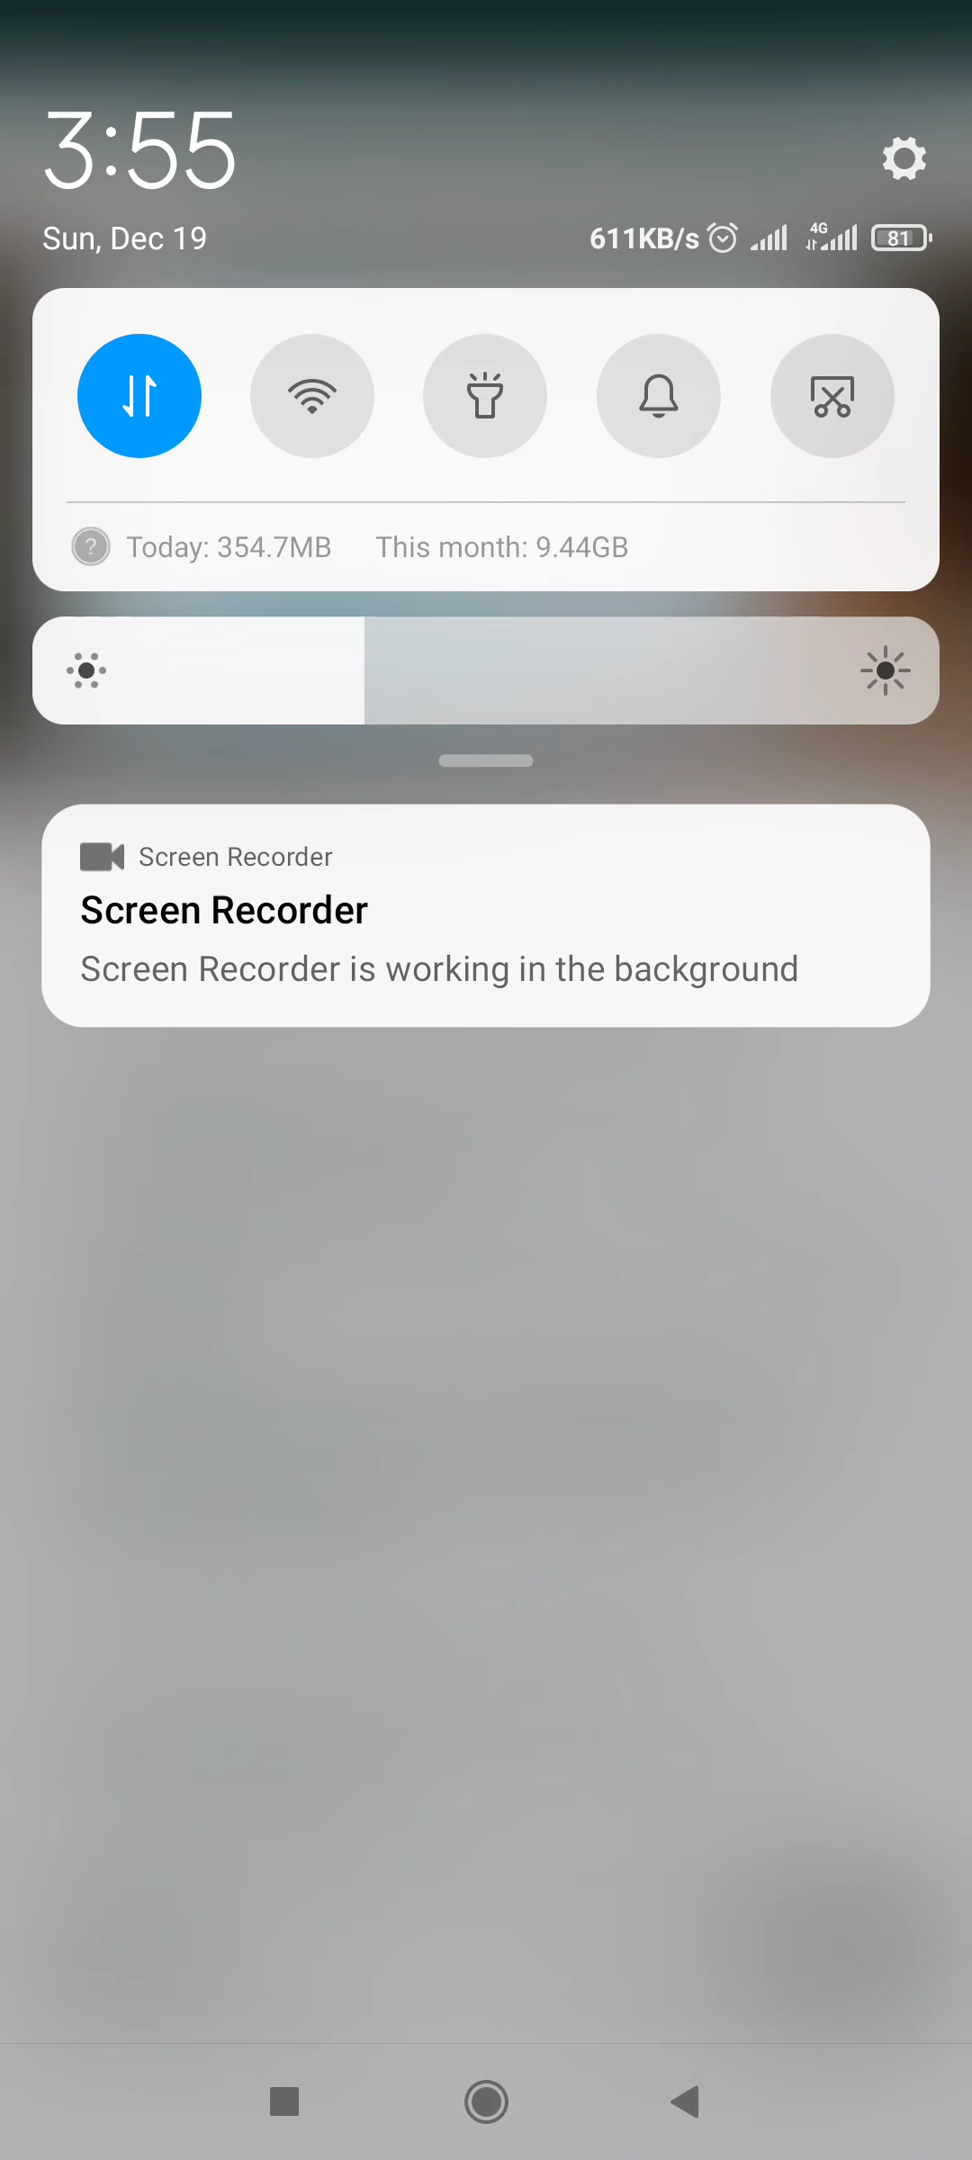 3:55
Sun, Dec 19
611KB/s 4G 81
? Today: 354.7MB This month: 9.44GB
Screen Recorder
Screen Recorder
Screen Recorder is working in the background